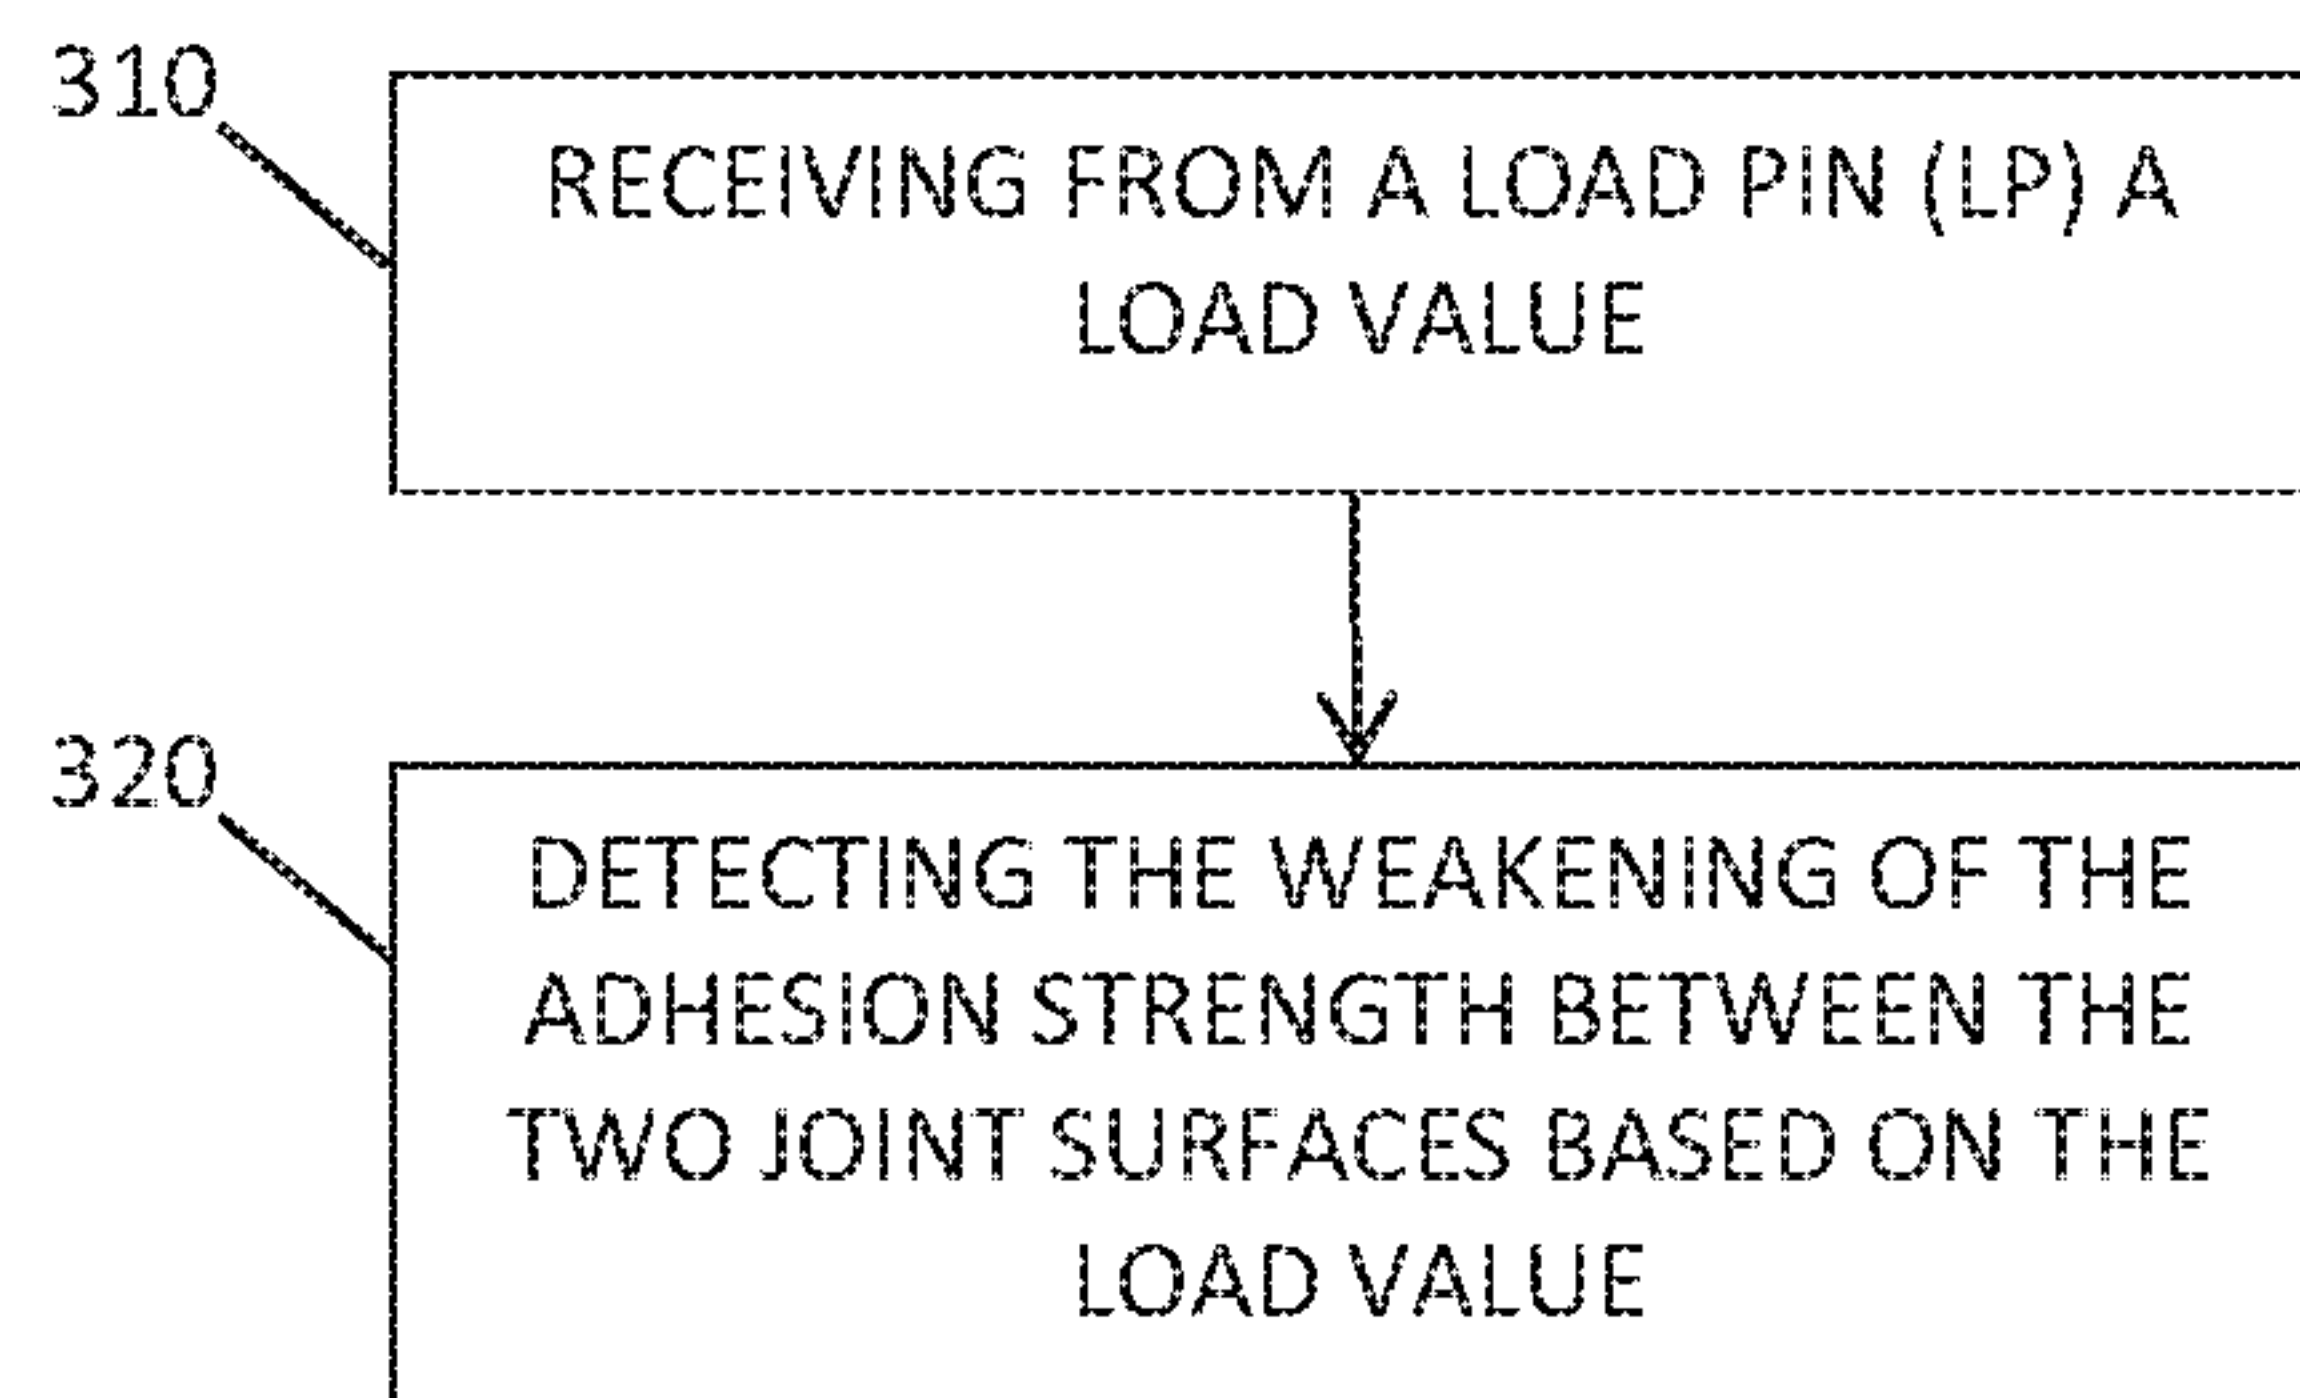 310
RECEIVING FROM A LOAD PIN (LP) A
LOAD VALUE
320
DETECTING THE WEAKENING OF THE
ADHESION STRENGTH BETWEEN THE
TWO JOINT SURFACES BASED ON THE
LOAD VALUE